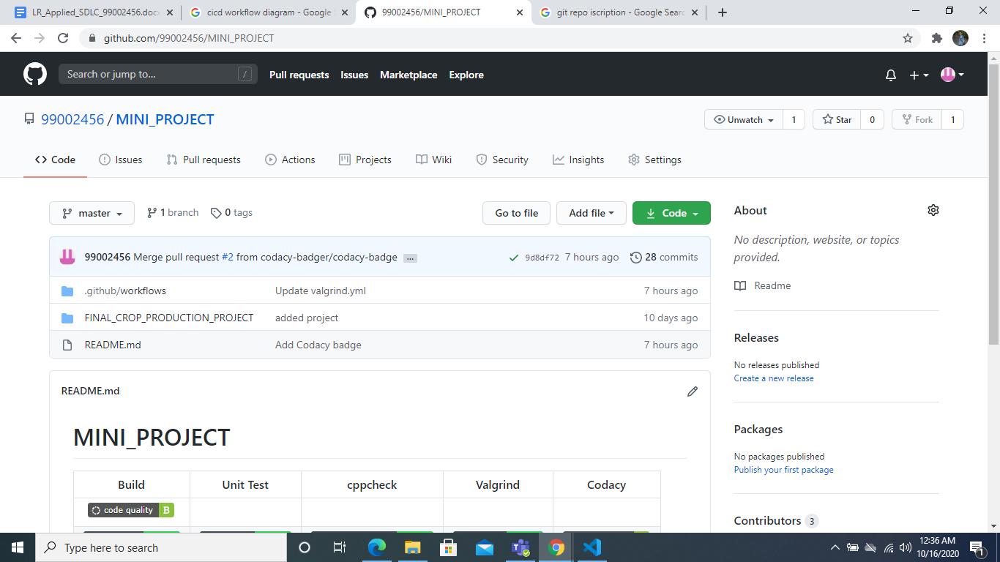 LR_Applied_SDLC_99002456.docx
cicd workflow diagram - Google S
99002456/MINI_PROJECT
git repo iscription - Google Searc
github.com/99002456/MINI_PROJECT
Search or jump to... / Pull requests Issues Marketplace Explore
99002456 / MINI_PROJECT Unwatch 1 Star 0 Fork 1
Code Issues Pull requests Actions Projects Wiki Security Insights Settings
master 1 branch 0 tags Go to file Add file Code
99002456 Merge pull request #2 from codacy-badger/codacy-badge ... 9d8df72 7 hours ago 28 commits
.github/workflows Update valgrind.yml 7 hours ago
FINAL_CROP_PRODUCTION_PROJECT added project 10 days ago
README.md Add Codacy badge 7 hours ago
README.md
MINI_PROJECT
Build Unit Test cppcheck Valgrind Codacy
code quality B
About
No description, website, or topics
provided.
Readme
Releases
No releases published
Create a new release
Packages
No packages published
Publish your first package
Contributors 3
Type here to search
12:36 AM
10/16/2020
1